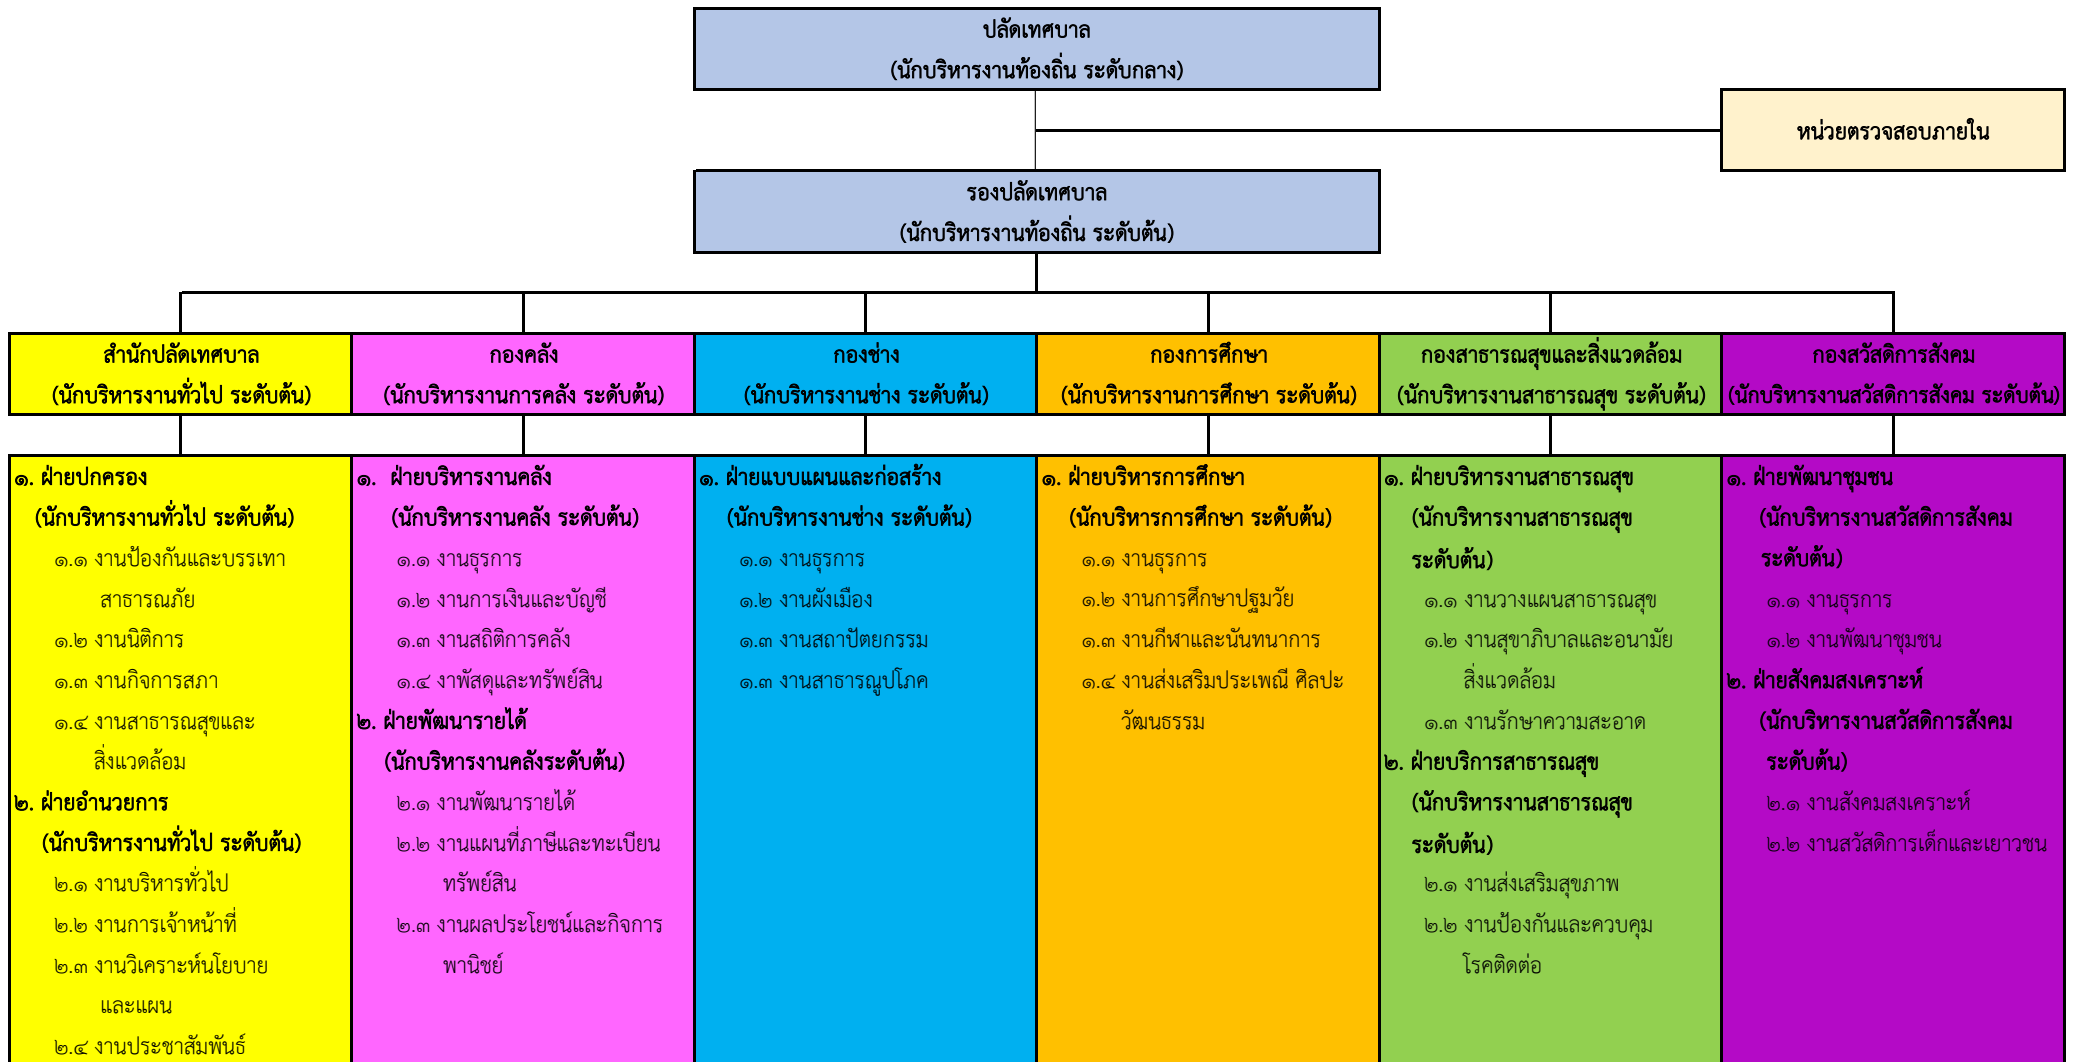 ปลัดเทศบาล
(นักบริหารงานท้องถิ่น ระดับกลาง)
หน่วยตรวจสอบภายใน
รองปลัดเทศบาล
(นักบริหารงานท้องถิ่น ระดับต้น)
สำนักปลัดเทศบาล
(นักบริหารงานทั่วไป ระดับต้น)
กองคลัง
(นักบริหารงานการคลัง ระดับต้น)
กองช่าง
(นักบริหารงานช่าง ระดับต้น)
กองการศึกษา
(นักบริหารงานการศึกษา ระดับต้น)
กองสาธารณสุขและสิ่งแวดล้อม
(นักบริหารงานสาธารณสุข ระดับต้น)
กองสวัสดิการสังคม
(นักบริหารงานสวัสดิการสังคม ระดับต้น)
๑. ฝ่ายปกครอง
(นักบริหารงานทั่วไป ระดับต้น)
๑.๑ งานป้องกันและบรรเทา
สาธารณภัย
๑.๒ งานนิติการ
๑.๓ งานกิจการสภา
๑.๔ งานสาธารณสุขและ
สิ่งแวดล้อม
๒. ฝ่ายอำนวยการ
(นักบริหารงานทั่วไป ระดับต้น)
๒.๑ งานบริหารทั่วไป
๒.๒ งานการเจ้าหน้าที่
๒.๓ งานวิเคราะห์นโยบาย
และแผน
๒.๔ งานประชาสัมพันธ์
๑. ฝ่ายบริหารงานคลัง
(นักบริหารงานคลัง ระดับต้น)
๑.๑ งานธุรการ
๑.๒ งานการเงินและบัญชี
๑.๓ งานสถิติการคลัง
๑.๔ งาพัสดุและทรัพย์สิน
๒. ฝ่ายพัฒนารายได้
(นักบริหารงานคลังระดับต้น)
๒.๑ งานพัฒนารายได้
๒.๒ งานแผนที่ภาษีและทะเบียน
ทรัพย์สิน
๒.๓ งานผลประโยชน์และกิจการ
พานิชย์
๑. ฝ่ายแบบแผนและก่อสร้าง
(นักบริหารงานช่าง ระดับต้น)
๑.๑ งานธุรการ
๑.๒ งานผังเมือง
๑.๓ งานสถาปัตยกรรม
๑.๓ งานสาธารณูปโภค
๑. ฝ่ายบริหารการศึกษา
(นักบริหารการศึกษา ระดับต้น)
๑.๑ งานธุรการ
๑.๒ งานการศึกษาปฐมวัย
๑.๓ งานกีฬาและนันทนาการ
๑.๔ งานส่งเสริมประเพณี ศิลปะ
วัฒนธรรม
๑. ฝ่ายบริหารงานสาธารณสุข
(นักบริหารงานสาธารณสุข
ระดับต้น)
๑.๑ งานวางแผนสาธารณสุข
๑.๒ งานสุขาภิบาลและอนามัย
สิ่งแวดล้อม
๑.๓ งานรักษาความสะอาด
๒. ฝ่ายบริการสาธารณสุข
(นักบริหารงานสาธารณสุข
ระดับต้น)
๒.๑ งานส่งเสริมสุขภาพ
๒.๒ งานป้องกันและควบคุม
โรคติดต่อ
๑. ฝ่ายพัฒนาชุมชน
(นักบริหารงานสวัสดิการสังคม
ระดับต้น)
๑.๑ งานธุรการ
๑.๒ งานพัฒนาชุมชน
๒. ฝ่ายสังคมสงเคราะห์
(นักบริหารงานสวัสดิการสังคม
ระดับต้น)
๒.๑ งานสังคมสงเคราะห์
๒.๒ งานสวัสดิการเด็กและเยาวชน